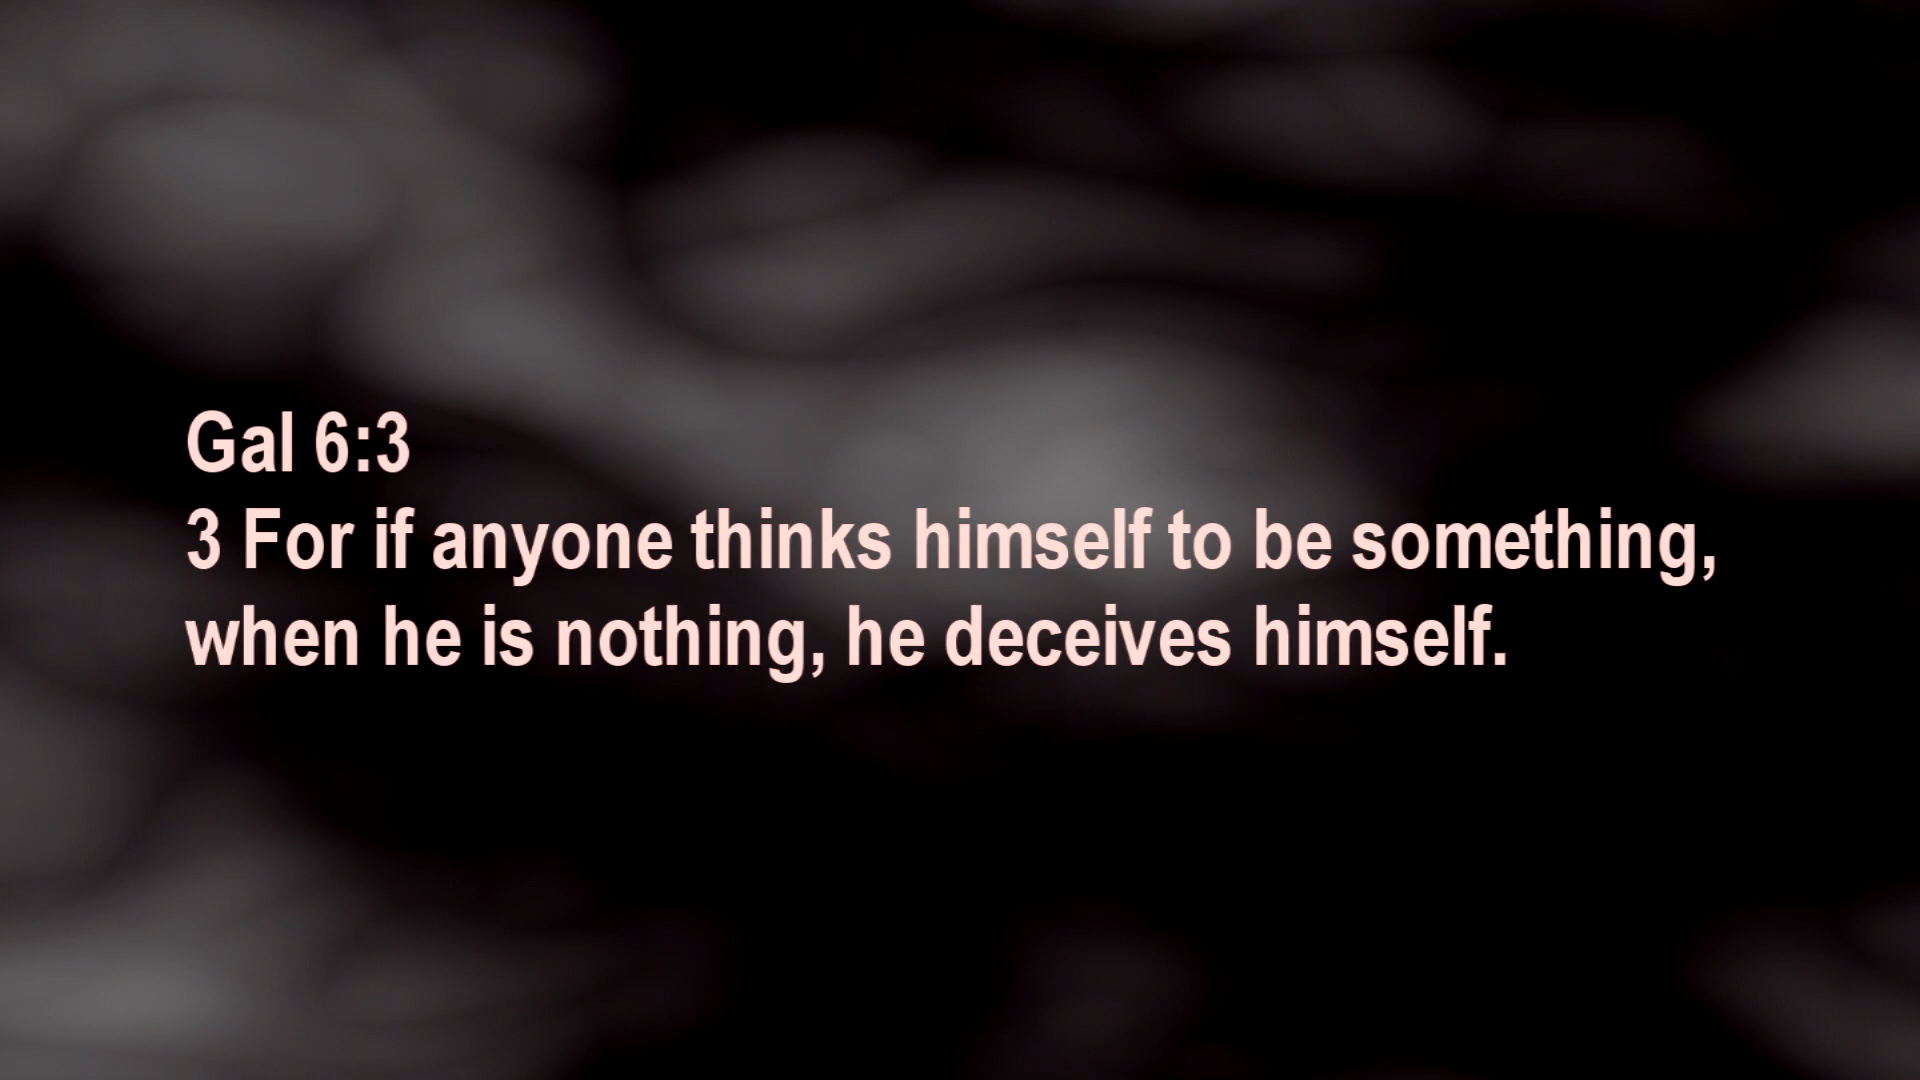 Gal 6:3
3 For if anyone thinks himself to be something,
when he is nothing, he deceives himself.